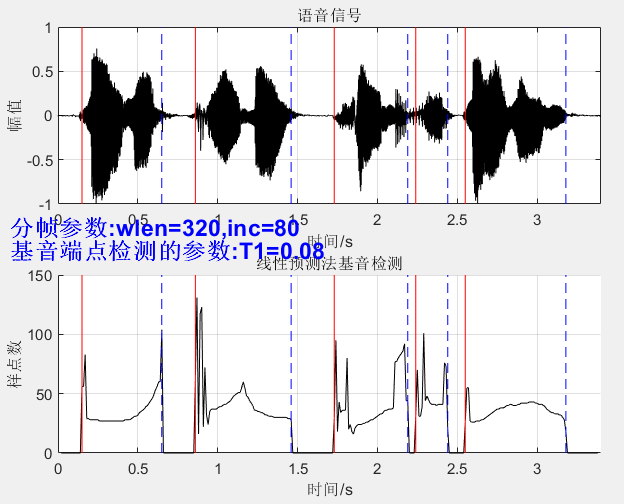 语音信号
1
0.5
0
-0.5
-1
幅值
0 0.5 1 1.5 2 2.5 3
时间/s
分帧参数:wlen=320,inc=80
基音端点检测的参数:T1=0.08
线性预测法基音检测
150
100
50
0
样点数
0 0.5 1 1.5 2 2.5 3
时间/s